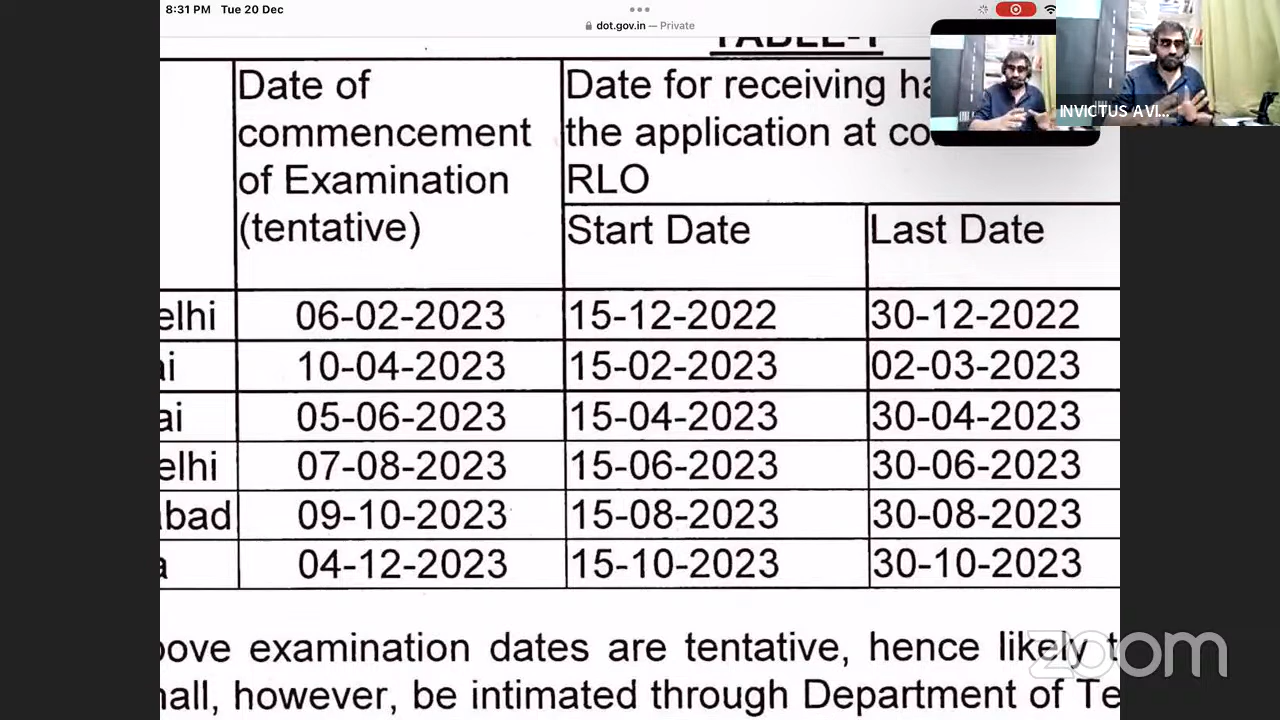 8:31 PM Tue 20 Dec
dot.gov.in — Private
TABLE-1
INVICTUS AVI...
Date of
commencement
of Examination
(tentative)
Date for receiving ha
the application at co
RLO
Start Date Last Date
elhi 06-02-2023 15-12-2022 30-12-2022
ai 10-04-2023 15-02-2023 02-03-2023
ai 05-06-2023 15-04-2023 30-04-2023
elhi 07-08-2023 15-06-2023 30-06-2023
bad 09-10-2023 15-08-2023 30-08-2023
a 04-12-2023 15-10-2023 30-10-2023
ove examination dates are tentative, hence likely t
hall, however, be intimated through Department of Te
zoom